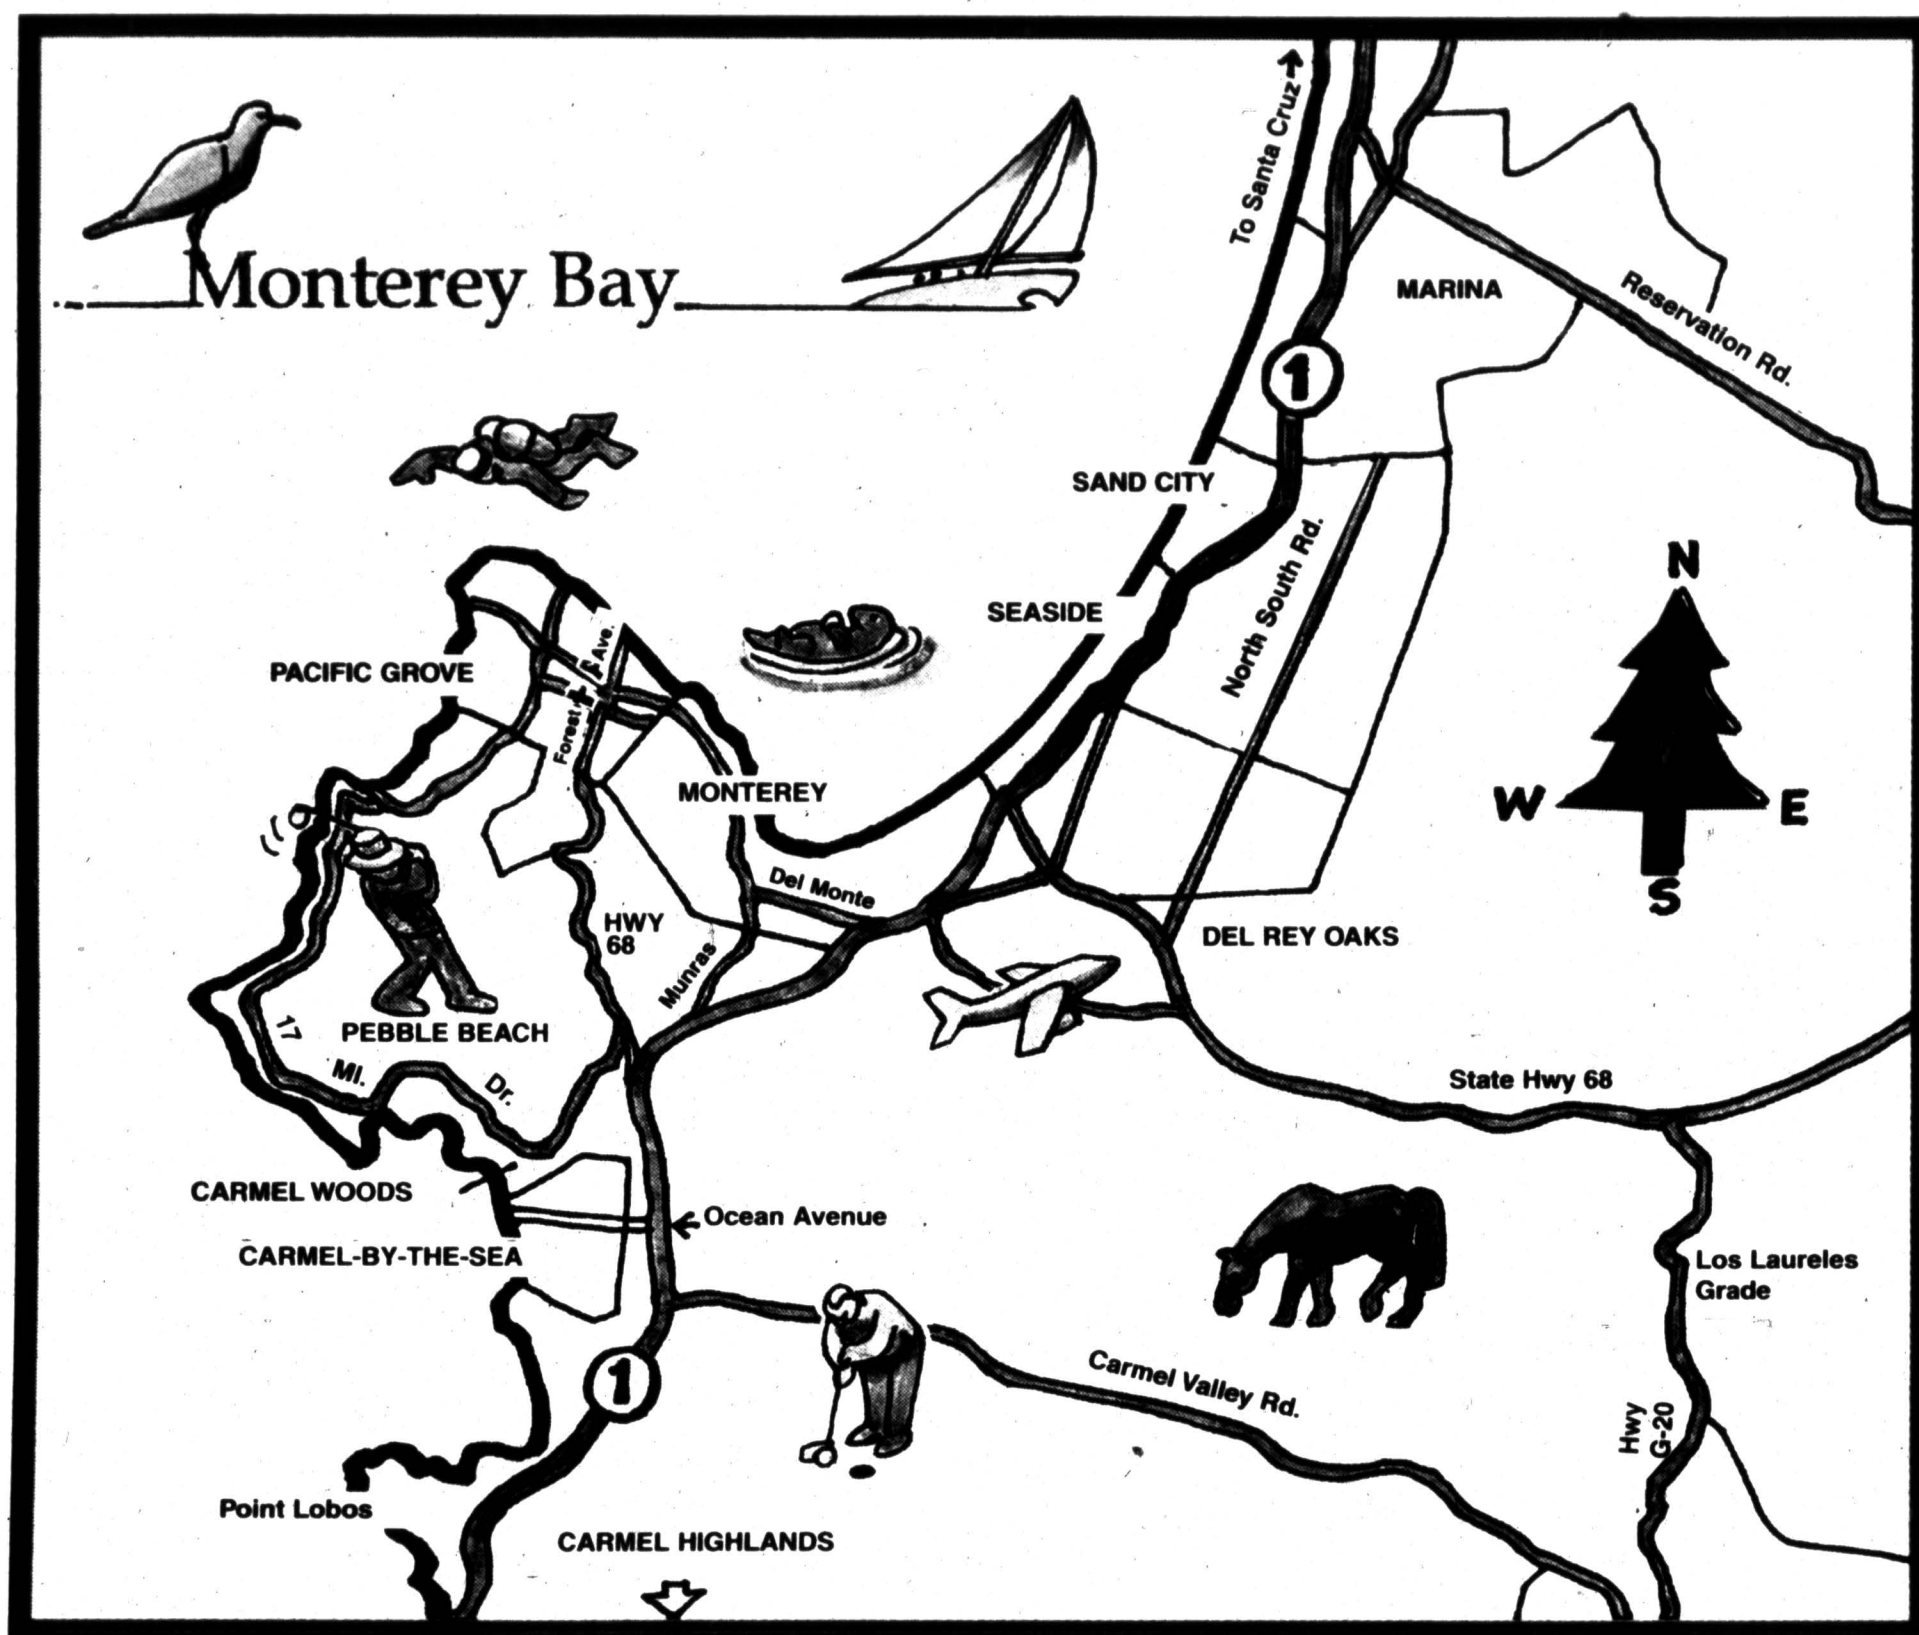 To Santa Cruz
Monterey Bay
MARINA
Reservation Rd.
1
SAND CITY
North South Rd.
N
SEASIDE
Ave.
PACIFIC GROVE
Forest
MONTEREY
W
E
Del Monte
S
HWY
68
DEL REY OAKS
Munras
17
PEBBLE BEACH
MI.
Dr.
State Hwy 68
CARMEL WOODS
Ocean Avenue
CARMEL-BY-THE-SEA
Los Laureles
Grade
1
Carmel Valley Rd.
Hwy
G-20
Point Lobos
CARMEL HIGHLANDS